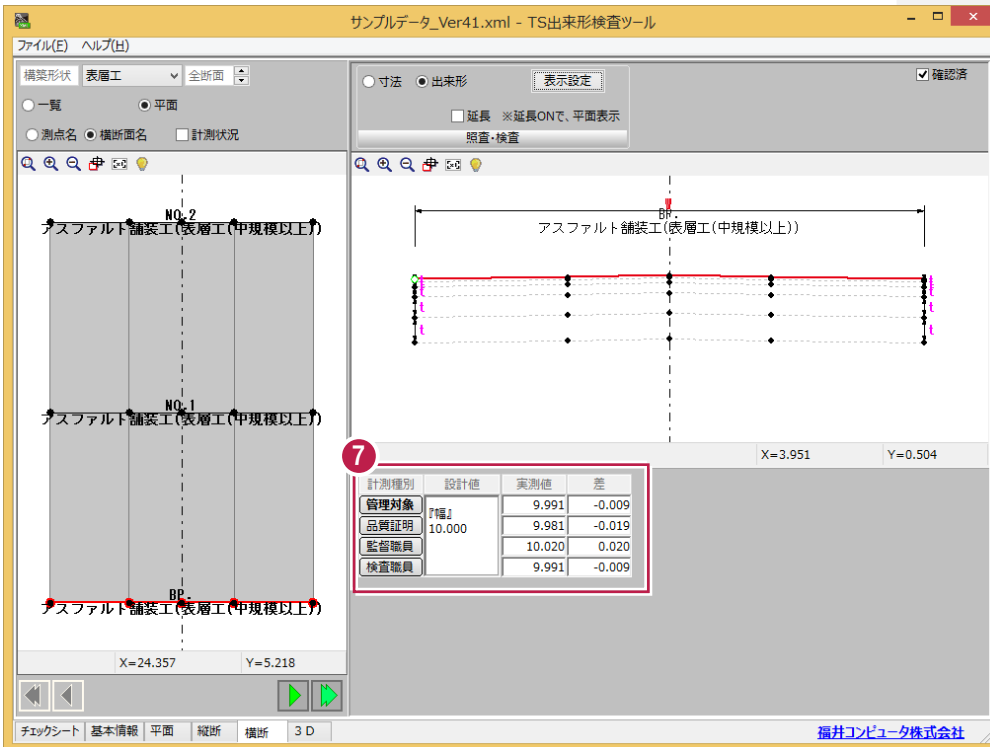 サンプルデータ_Ver41.xml - TS出来形検査ツール
ファイル(F) ヘルプ(H)
構築形状 表層工 全断面
一覧 平面
測点名 横断面名 計測状況
寸法 出来形 表示設定
延長 ※延長ONで、平面表示
照査・検査
確認済
NO.2
アスファルト舗装工(表層工(中規模以上))
NO.1
アスファルト舗装工(表層工(中規模以上))
BP.
アスファルト舗装工(表層工(中規模以上))
X=24.357 Y=5.218
BP.
アスファルト舗装工(表層工(中規模以上))
t t
t t
t t
t t
X=3.951 Y=0.504
7
計測種別 設計値 実測値 差
管理対象 『幅』 9.991 -0.009
品質証明 10.000 9.981 -0.019
監督職員 10.020 0.020
検査職員 9.991 -0.009
チェックシート 基本情報 平面 縦断 横断 3D
福井コンピュータ株式会社